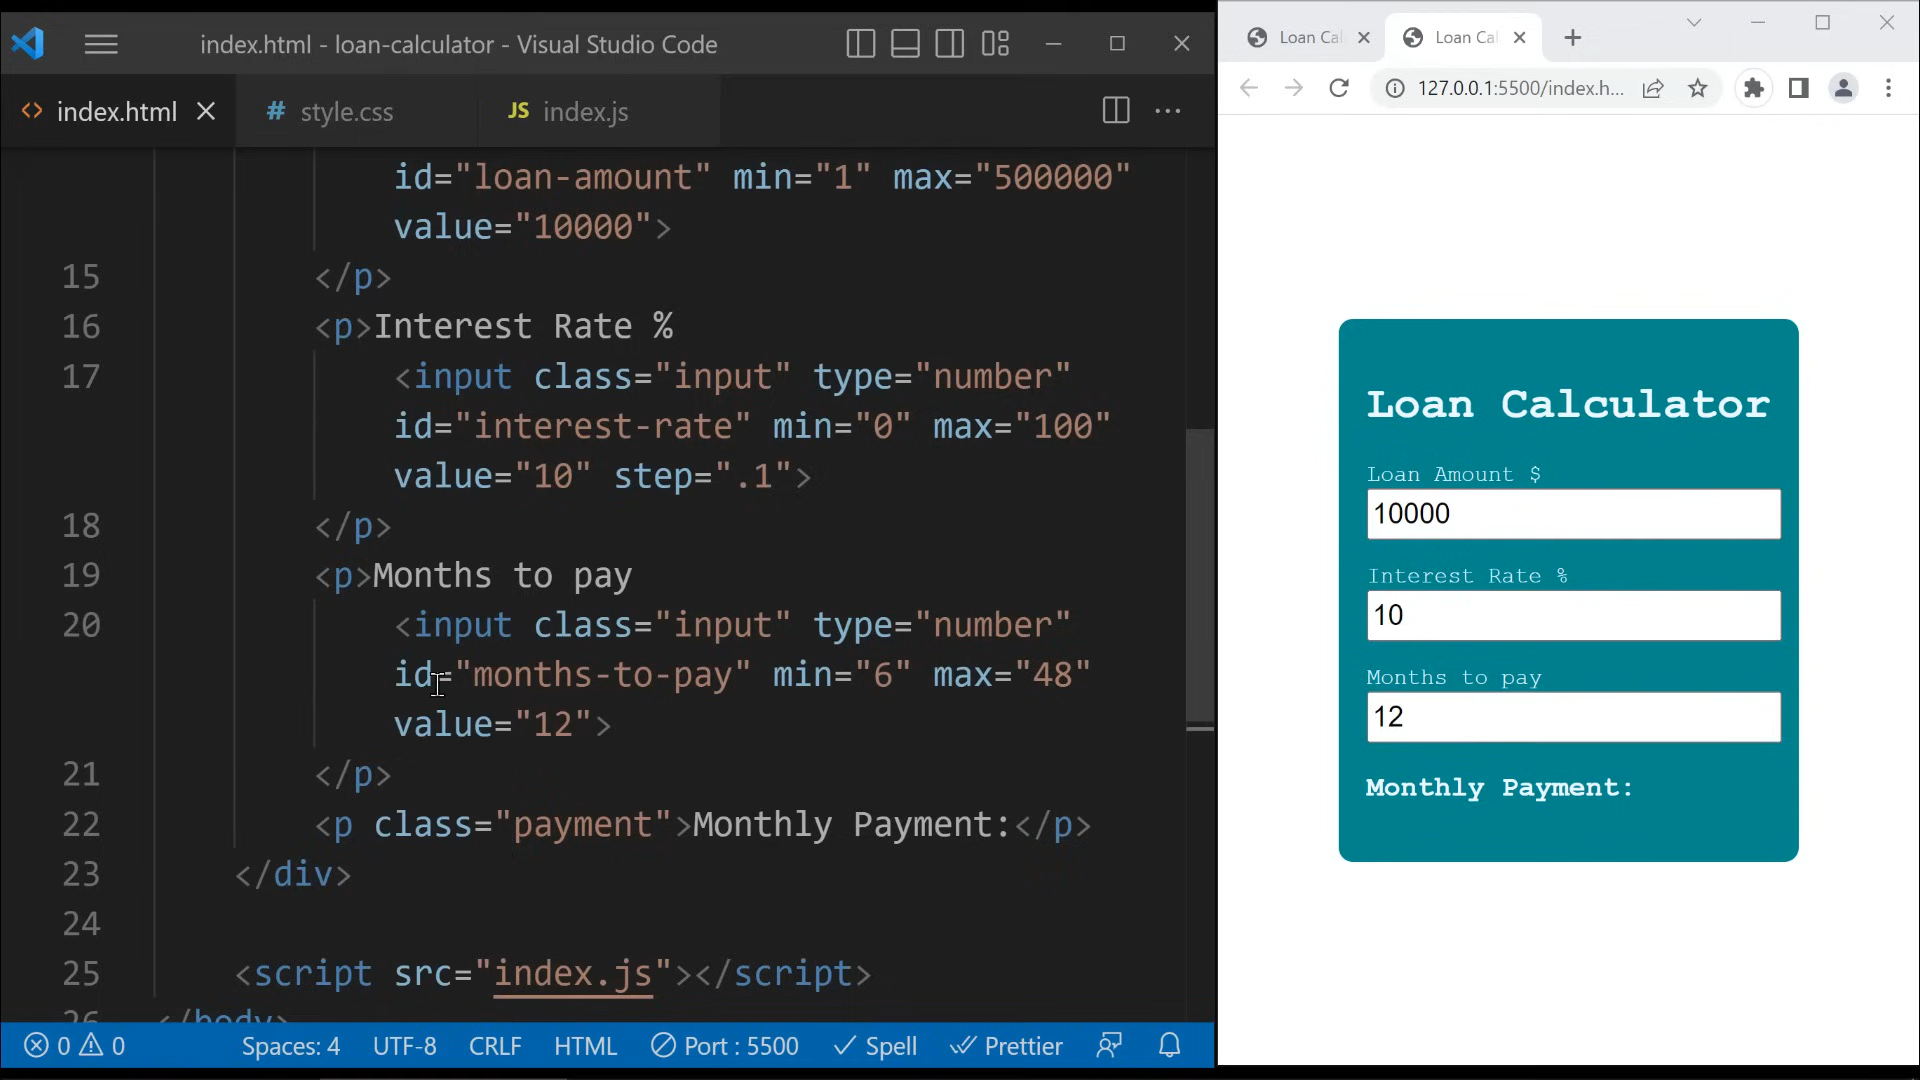 index.html - loan-calculator - Visual Studio Code
index.html
# style.css
JS index.js
id="loan-amount" min="1" max="500000"
value="10000">
15 </p>
16 <p>Interest Rate %
17 <input class="input" type="number"
id="interest-rate" min="0" max="100"
value="10" step=".1">
18 </p>
19 <p>Months to pay
20 <input class="input" type="number"
id="months-to-pay" min="6" max="48"
value="12">
21 </p>
22 <p class="payment">Monthly Payment:</p>
23 </div>
24
25 <script src="index.js"></script>
26 </body>
0 0 Spaces: 4 UTF-8 CRLF HTML Port : 5500 Spell Prettier
Loan Cal
Loan Cal
127.0.0.1:5500/index.h...
Loan Calculator
Loan Amount $
10000
Interest Rate %
10
Months to pay
12
Monthly Payment: